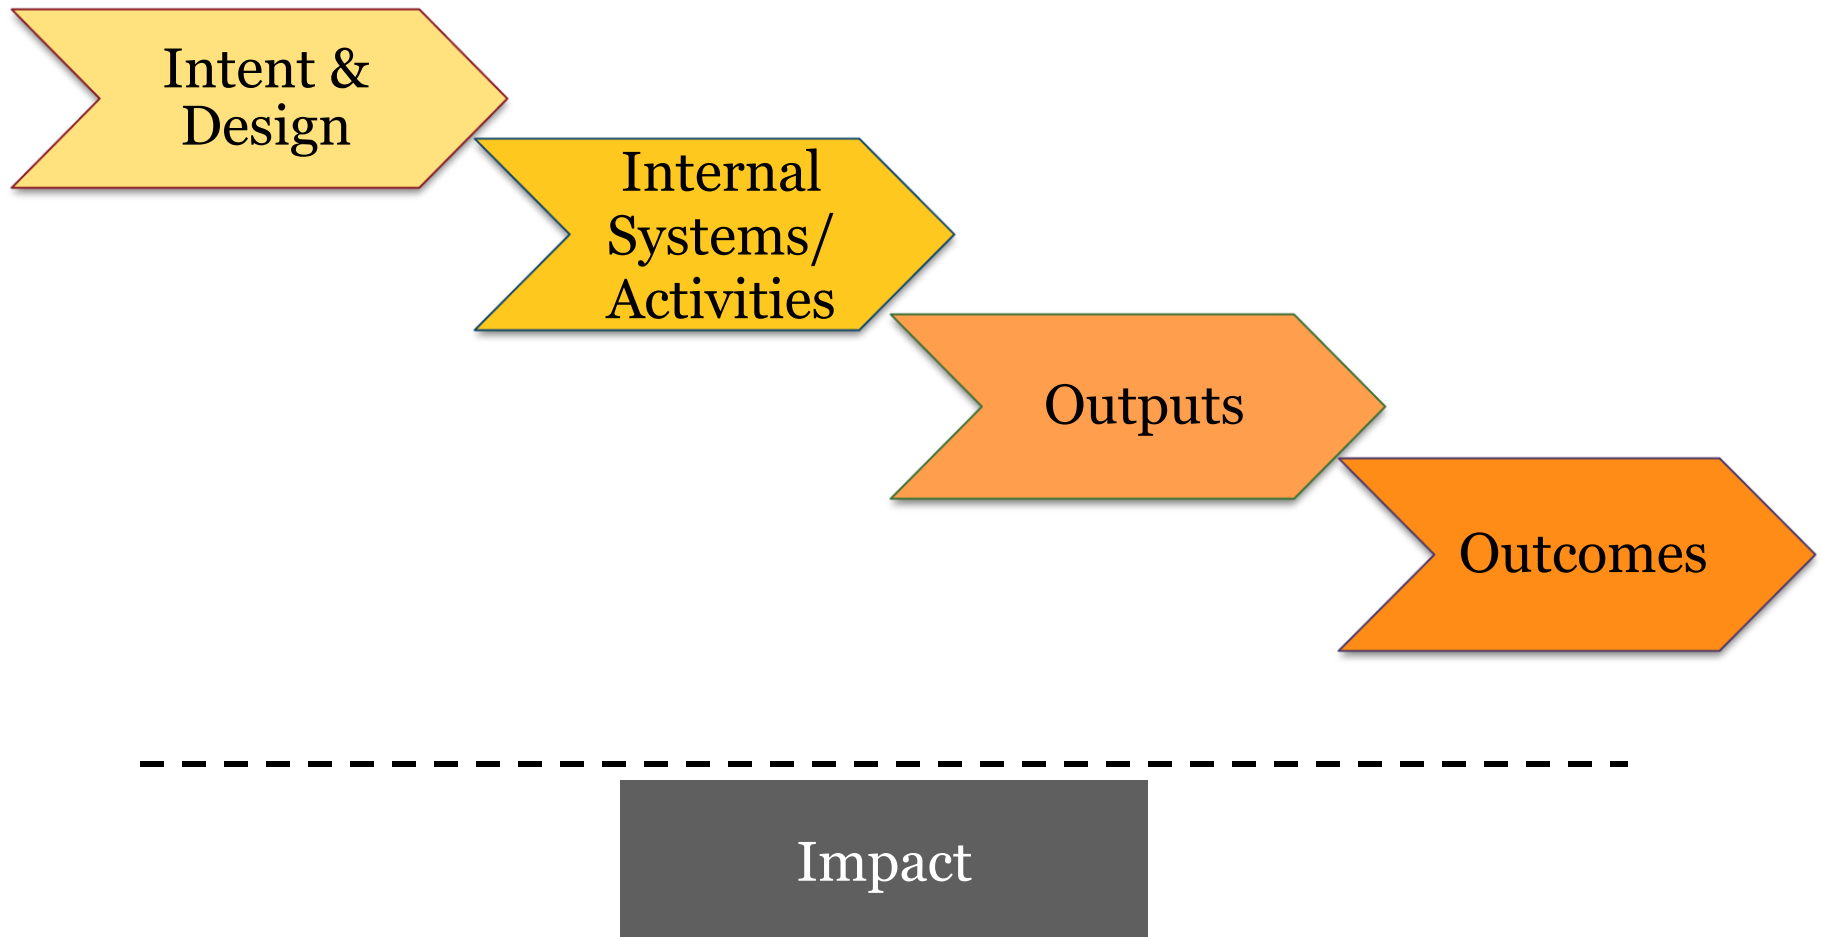 Intent &
Design
Internal
Systems/
Activities
Outputs
Outcomes
Impact